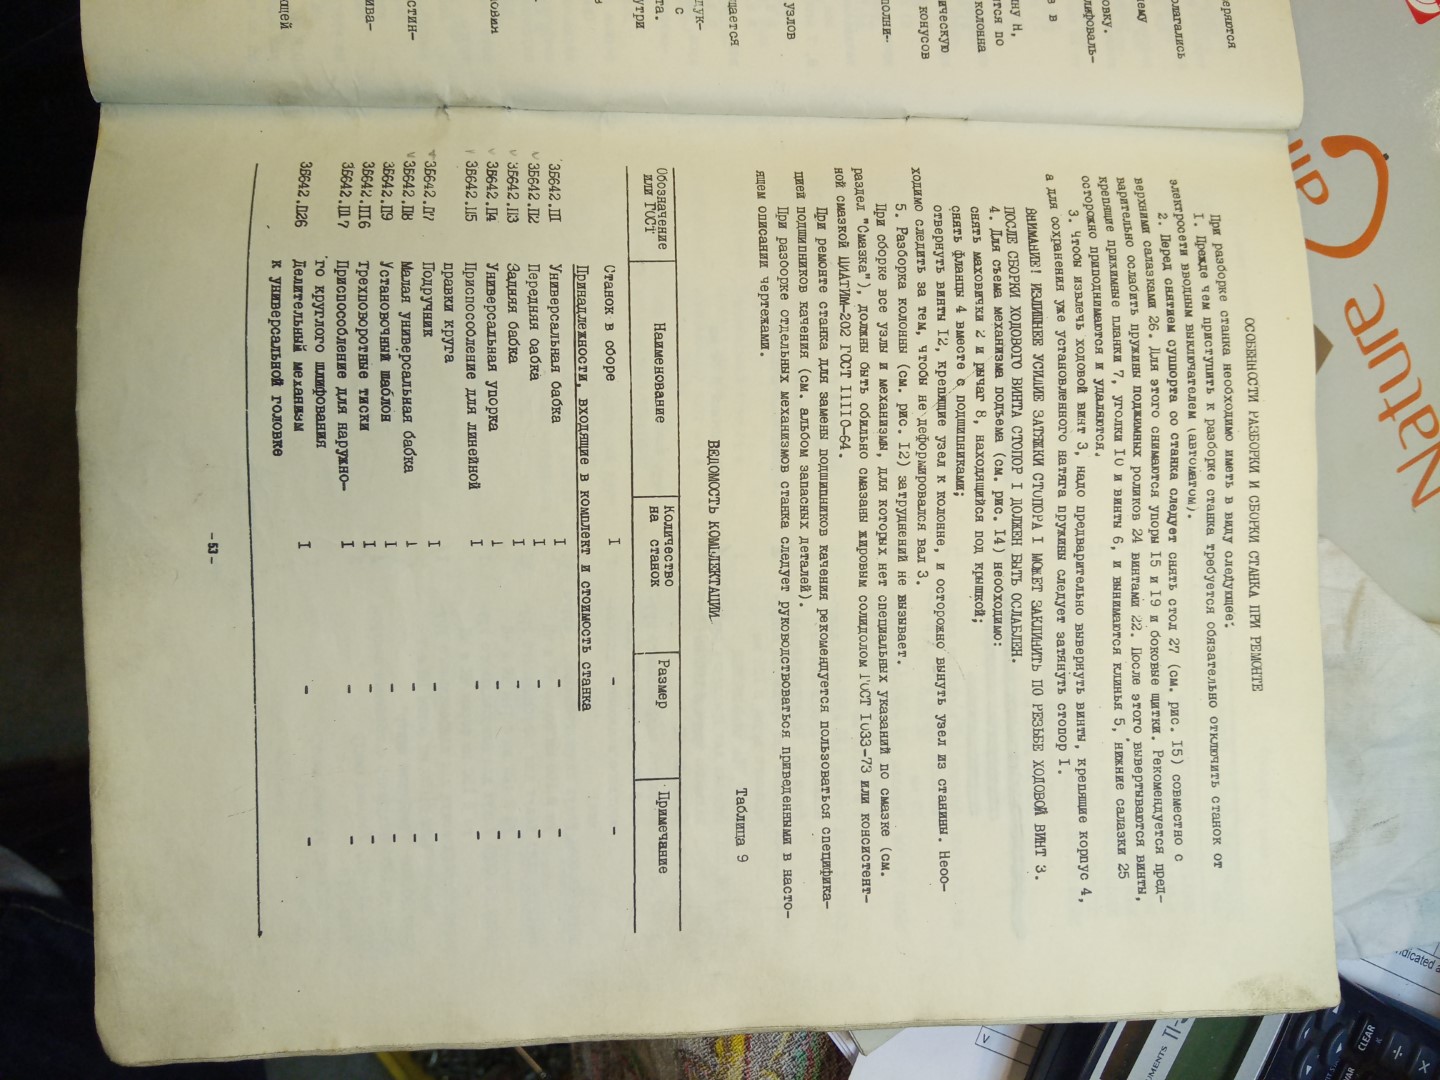 ОСОБЕННОСТИ РАЗБОРКИ И СБОРКИ СТАНКА ПРИ РЕМОНТЕ
При разборке станка необходимо иметь в виду следующее:
1. Прежде чем приступить к разборке станка требуется обязательно отключить станок от
электросети вводным выключателем (автоматом).
2. Перед снятием суппорта со станка следует снять стол 27 (см. рис. 15) совместно с
верхними салазками 26. Для этого снимаются упоры 15 и 19 и боковые щитки. Рекомендуется пред-
варительно ослабить пружины поджимных роликов 24 винтами 22. После этого вывертываются винты,
крепящие прижимные планки 7, уголки 10 и винты 6, и вынимаются клинья 5, нижние салазки 25
осторожно приподнимаются и удаляются.
3. Чтобы извлечь ходовой винт 3, надо предварительно вывернуть винты, крепящие корпус 4,
а для сохранения уже установленного натяга пружины следует затянуть стопор I.
ВНИМАНИЕ! ИЗЛИШНЕЕ УСИЛИЕ ЗАТЯЖКИ СТОПОРА I МОЖЕТ ЗАКЛИНИТЬ ПО РЕЗЬБЕ ХОДОВОЙ ВИНТ 3.
ПОСЛЕ СБОРКИ ХОДОВОГО ВИНТА СТОПОР I ДОЛЖЕН БЫТЬ ОСЛАБЛЕН.
4. Для съема механизма подъема (см. рис. 14) необходимо:
снять маховички 2 и рычаг 8, находящийся под крышкой;
снять фланцы 4 вместе с подшипниками;
отвернуть винты 12, крепящие узел к колонне, и осторожно вынуть узел из станины. Необ-
ходимо следить за тем, чтобы не деформировался вал 3.
5. Разборка колонны (см. рис. 12) затруднений не вызывает.
При сборке все узлы и механизмы, для которых нет специальных указаний по смазке (см.
раздел "Смазка"), должны быть обильно смазаны жировым солидолом ГОСТ 1033-73 или консистент-
ной смазкой ЦИАТИМ-202 ГОСТ 11110-64.
При ремонте станка для замены подшипников качения рекомендуется пользоваться специфика-
цией подшипников качения (см. альбом запасных деталей).
При разборке отдельных механизмов станка следует руководствоваться приведенными в насто-
ящем описании чертежами.
Таблица 9
ВЕДОМОСТЬ КОМПЛЕКТАЦИИ
Обозначение или ГОСТ Наименование Количество на станок Размер Примечание
Станок в сборе I - -
Принадлежности, входящие в комплект и стоимость станка
3Б642.П1 Универсальная бабка I - -
3Б642.П2 Передняя бабка I - -
3Б642.П3 Задняя бабка I - -
3Б642.П4 Универсальная упорка I - -
3Б642.П5 Приспособление для линейной I - -
правки круга
3Б642.П7 Подручник I - -
3Б642.П8 Малая универсальная бабка I - -
3Б642.П9 Установочный шаблон I - -
3Б642.П16 Трехповоротные тиски I - -
3Б642.П17 Приспособление для наружно- I - -
го круглого шлифования
3Б642.П26 Делительный механизм I - -
к универсальной головке
- 53 -
Nature
CLEAR